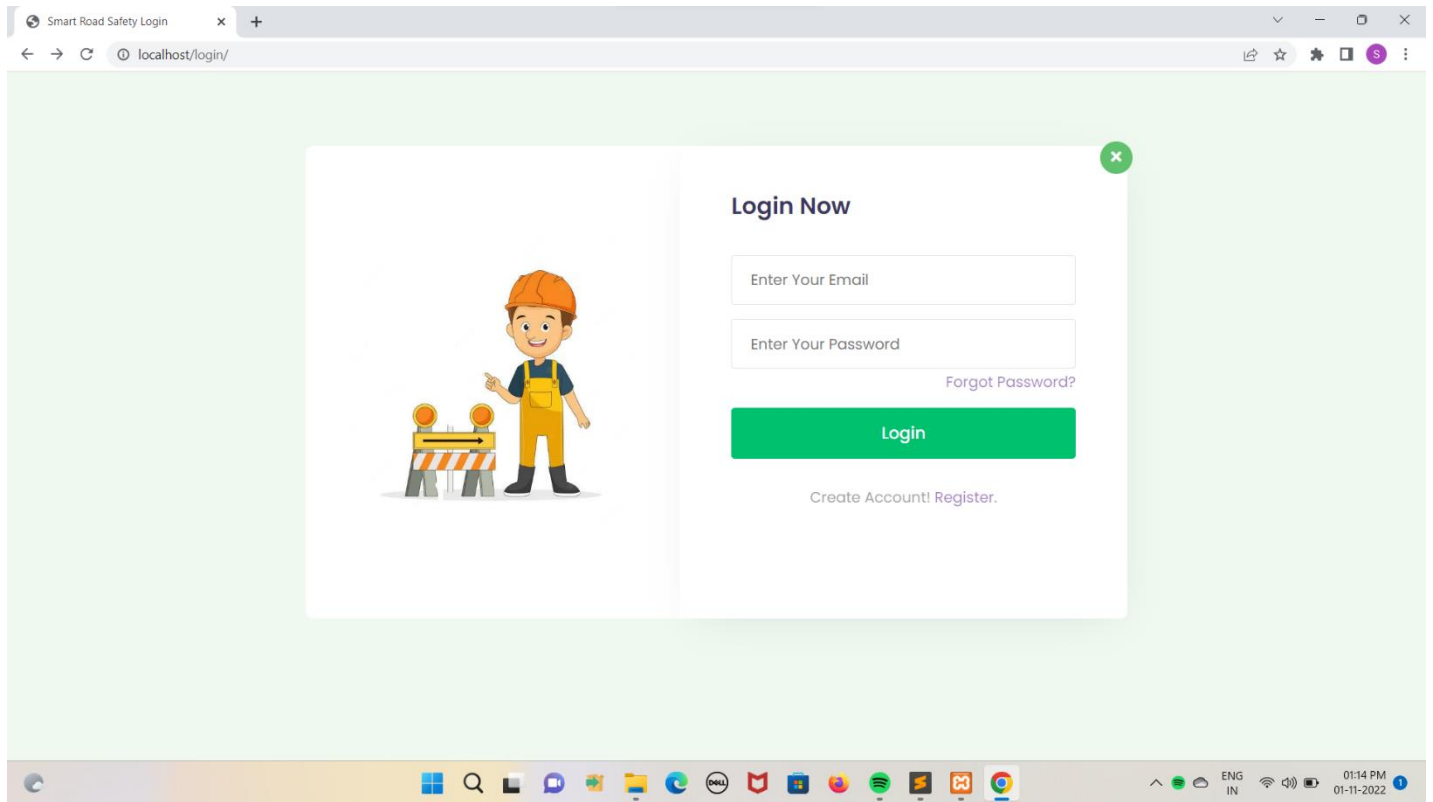 Smart Road Safety Login
localhost/login/
S
Login Now
Enter Your Email
Enter Your Password
Forgot Password?
Login
Create Account! Register.
DELL
ENG
IN
01:14 PM
01-11-2022
1